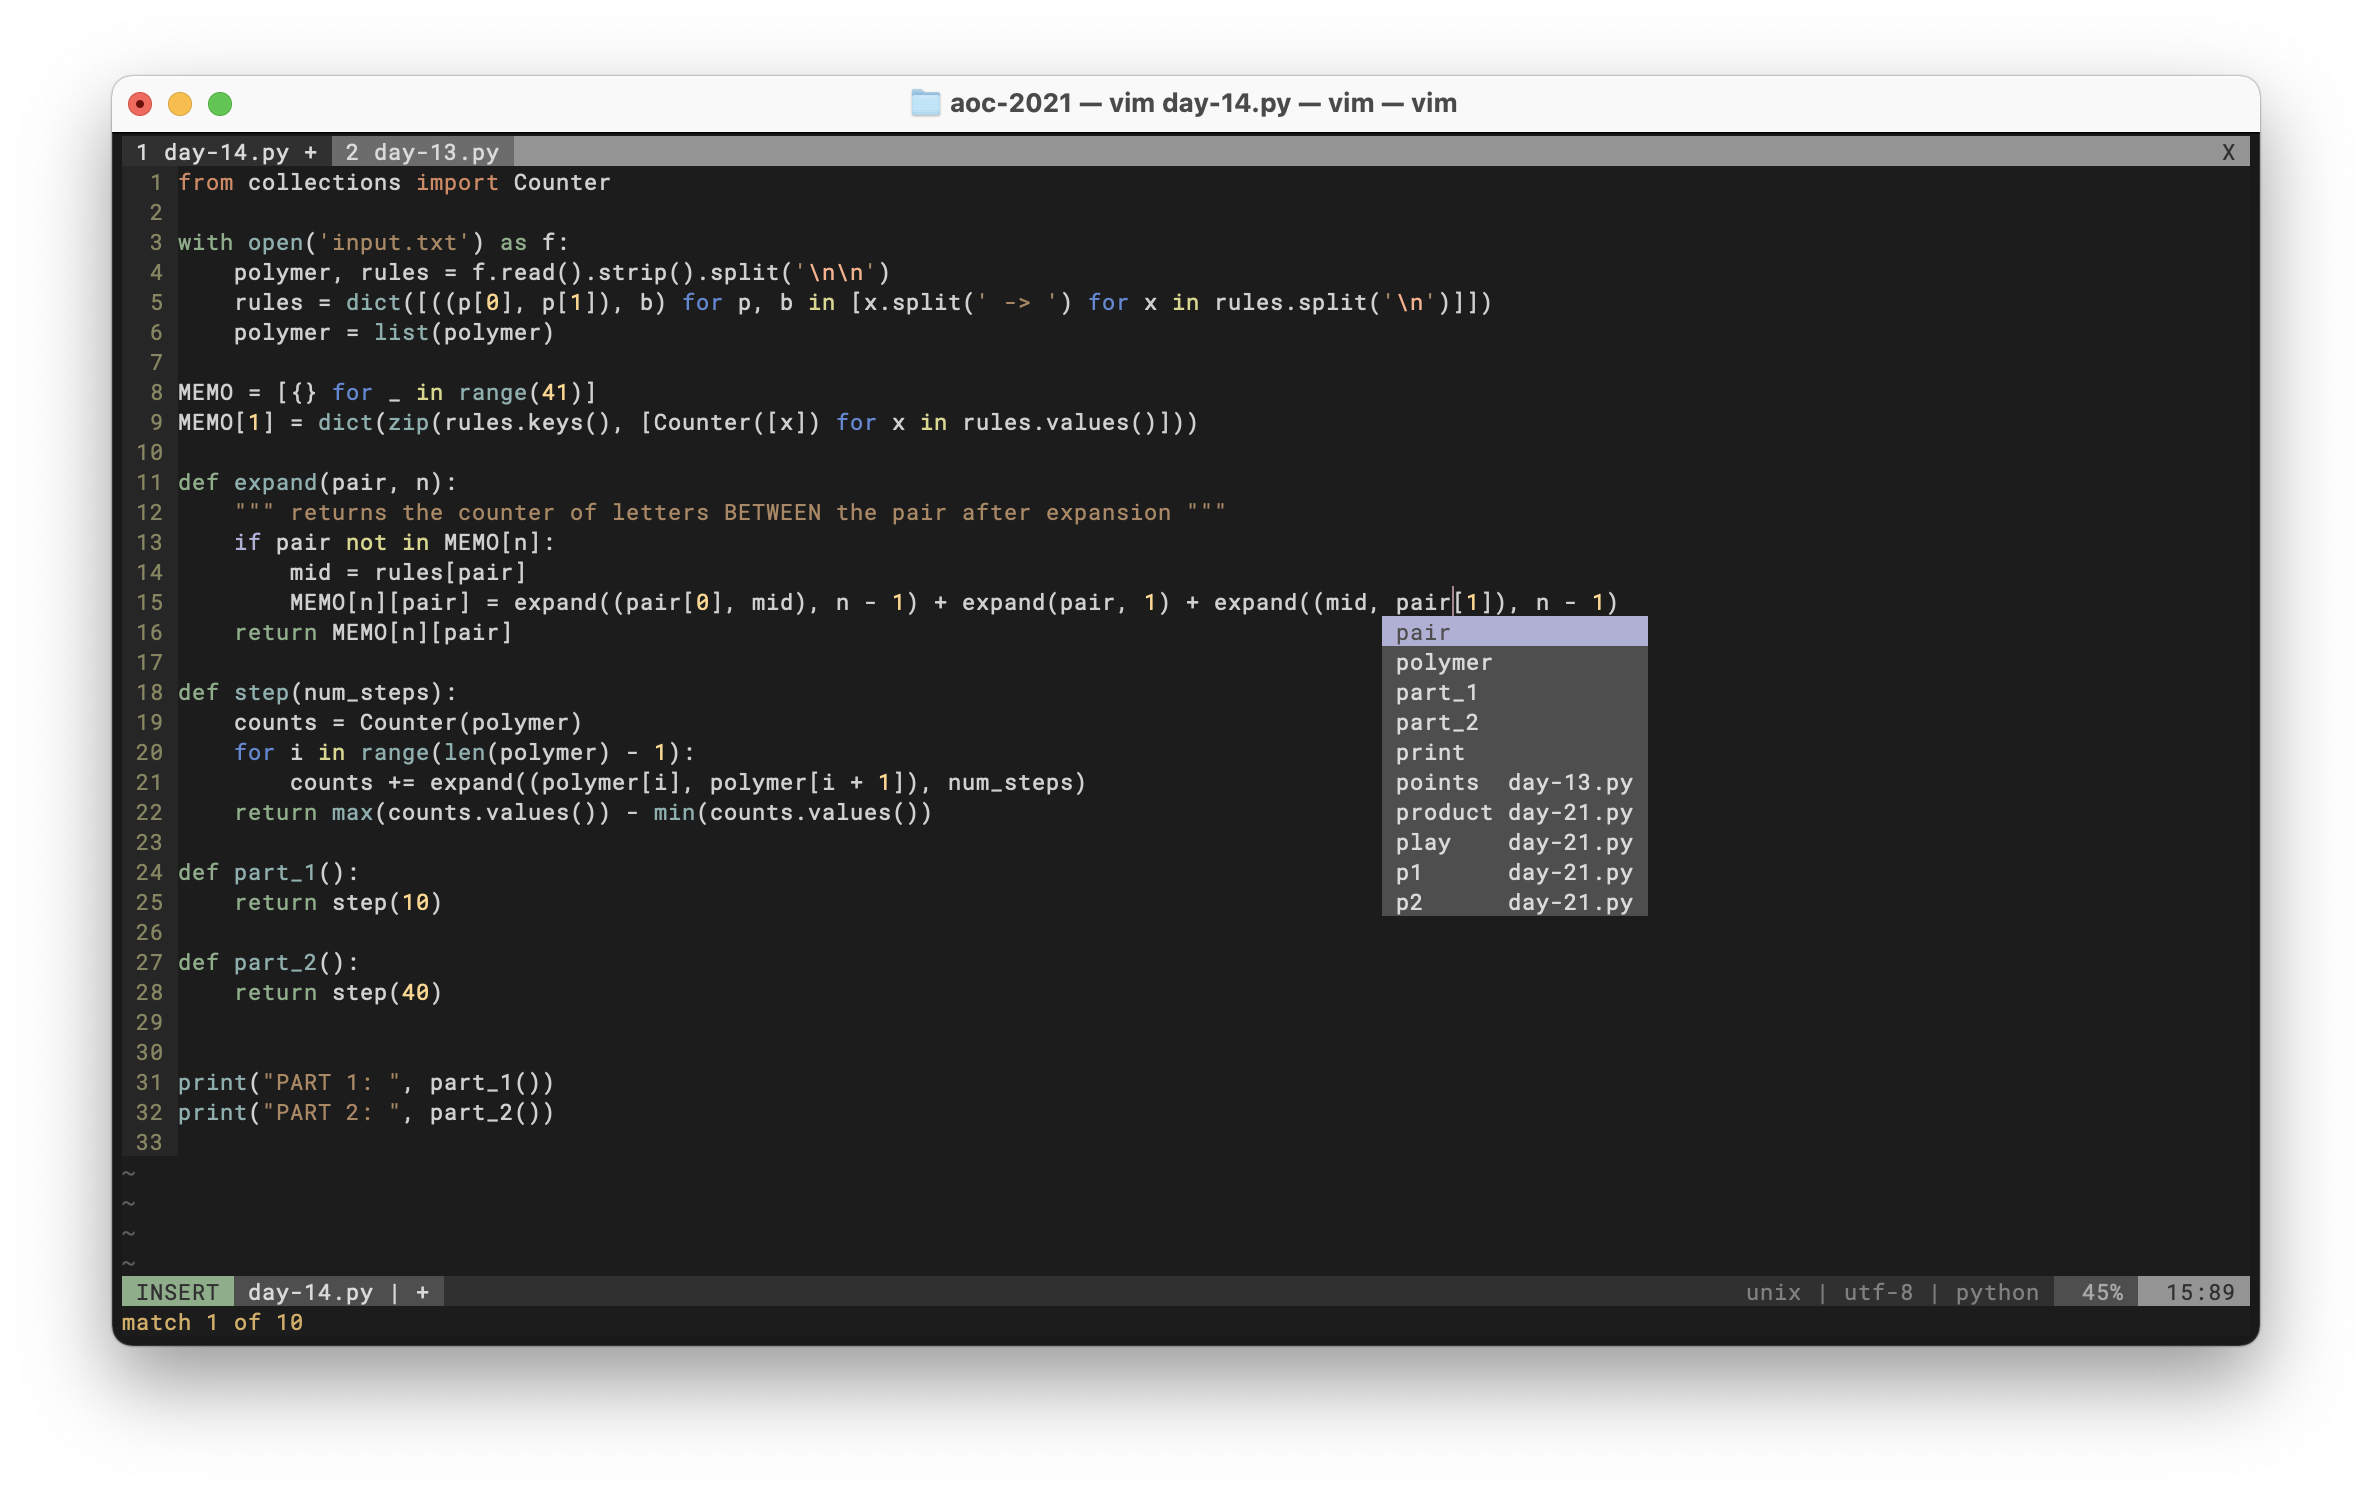 aoc-2021 — vim day-14.py — vim — vim
1 day-14.py + 2 day-13.py X
1 from collections import Counter
2
3 with open('input.txt') as f:
4     polymer, rules = f.read().strip().split('\n\n')
5     rules = dict([((p[0], p[1]), b) for p, b in [x.split(' -> ') for x in rules.split('\n')]])
6     polymer = list(polymer)
7
8 MEMO = [{} for _ in range(41)]
9 MEMO[1] = dict(zip(rules.keys(), [Counter([x]) for x in rules.values()]))
10
11 def expand(pair, n):
12     """ returns the counter of letters BETWEEN the pair after expansion """
13     if pair not in MEMO[n]:
14         mid = rules[pair]
15         MEMO[n][pair] = expand((pair[0], mid), n - 1) + expand(pair, 1) + expand((mid, pair[1]), n - 1)
16     return MEMO[n][pair]
pair
17
polymer
18 def step(num_steps):
part_1
19     counts = Counter(polymer)
part_2
20     for i in range(len(polymer) - 1):
print
21         counts += expand((polymer[i], polymer[i + 1]), num_steps)
points day-13.py
22     return max(counts.values()) - min(counts.values())
product day-21.py
23
play day-21.py
24 def part_1():
p1 day-21.py
25     return step(10)
p2 day-21.py
26
27 def part_2():
28     return step(40)
29
30
31 print("PART 1: ", part_1())
32 print("PART 2: ", part_2())
33
~
~
~
~
INSERT day-14.py | + unix | utf-8 | python 45% 15:89
match 1 of 10